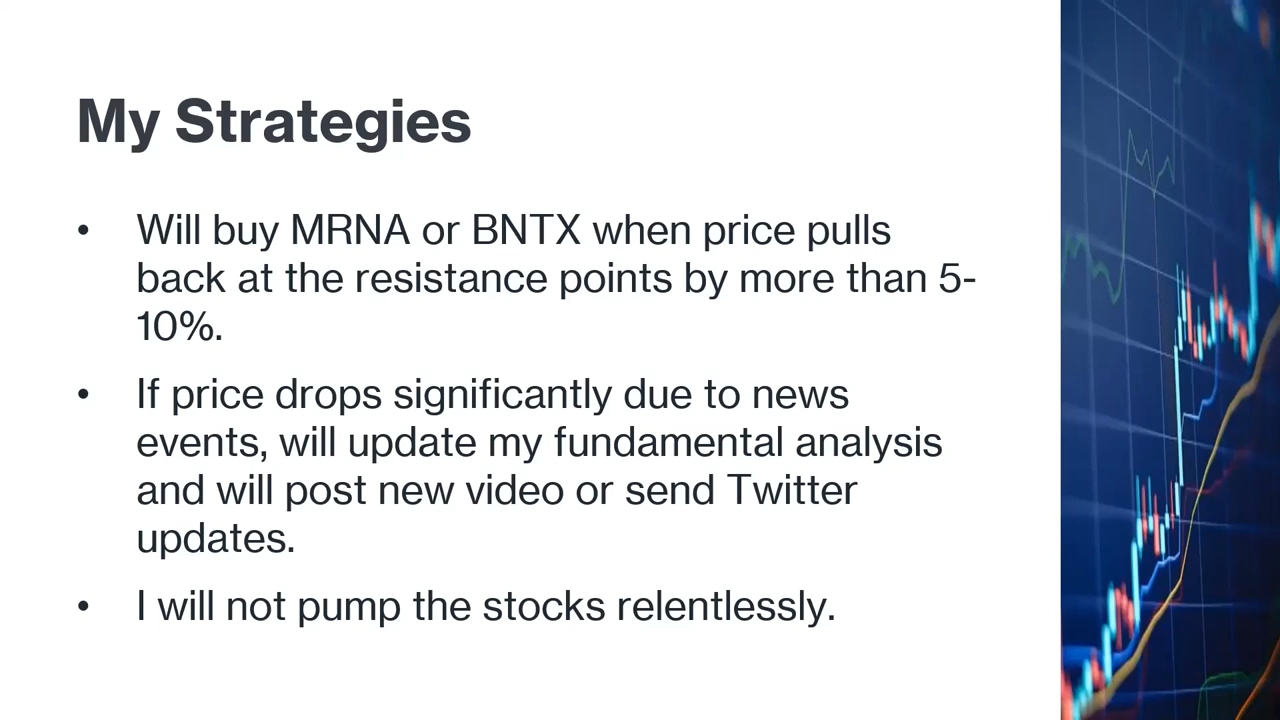 My Strategies
• Will buy MRNA or BNTX when price pulls
back at the resistance points by more than 5-
10%.
• If price drops significantly due to news
events, will update my fundamental analysis
and will post new video or send Twitter
updates.
• I will not pump the stocks relentlessly.